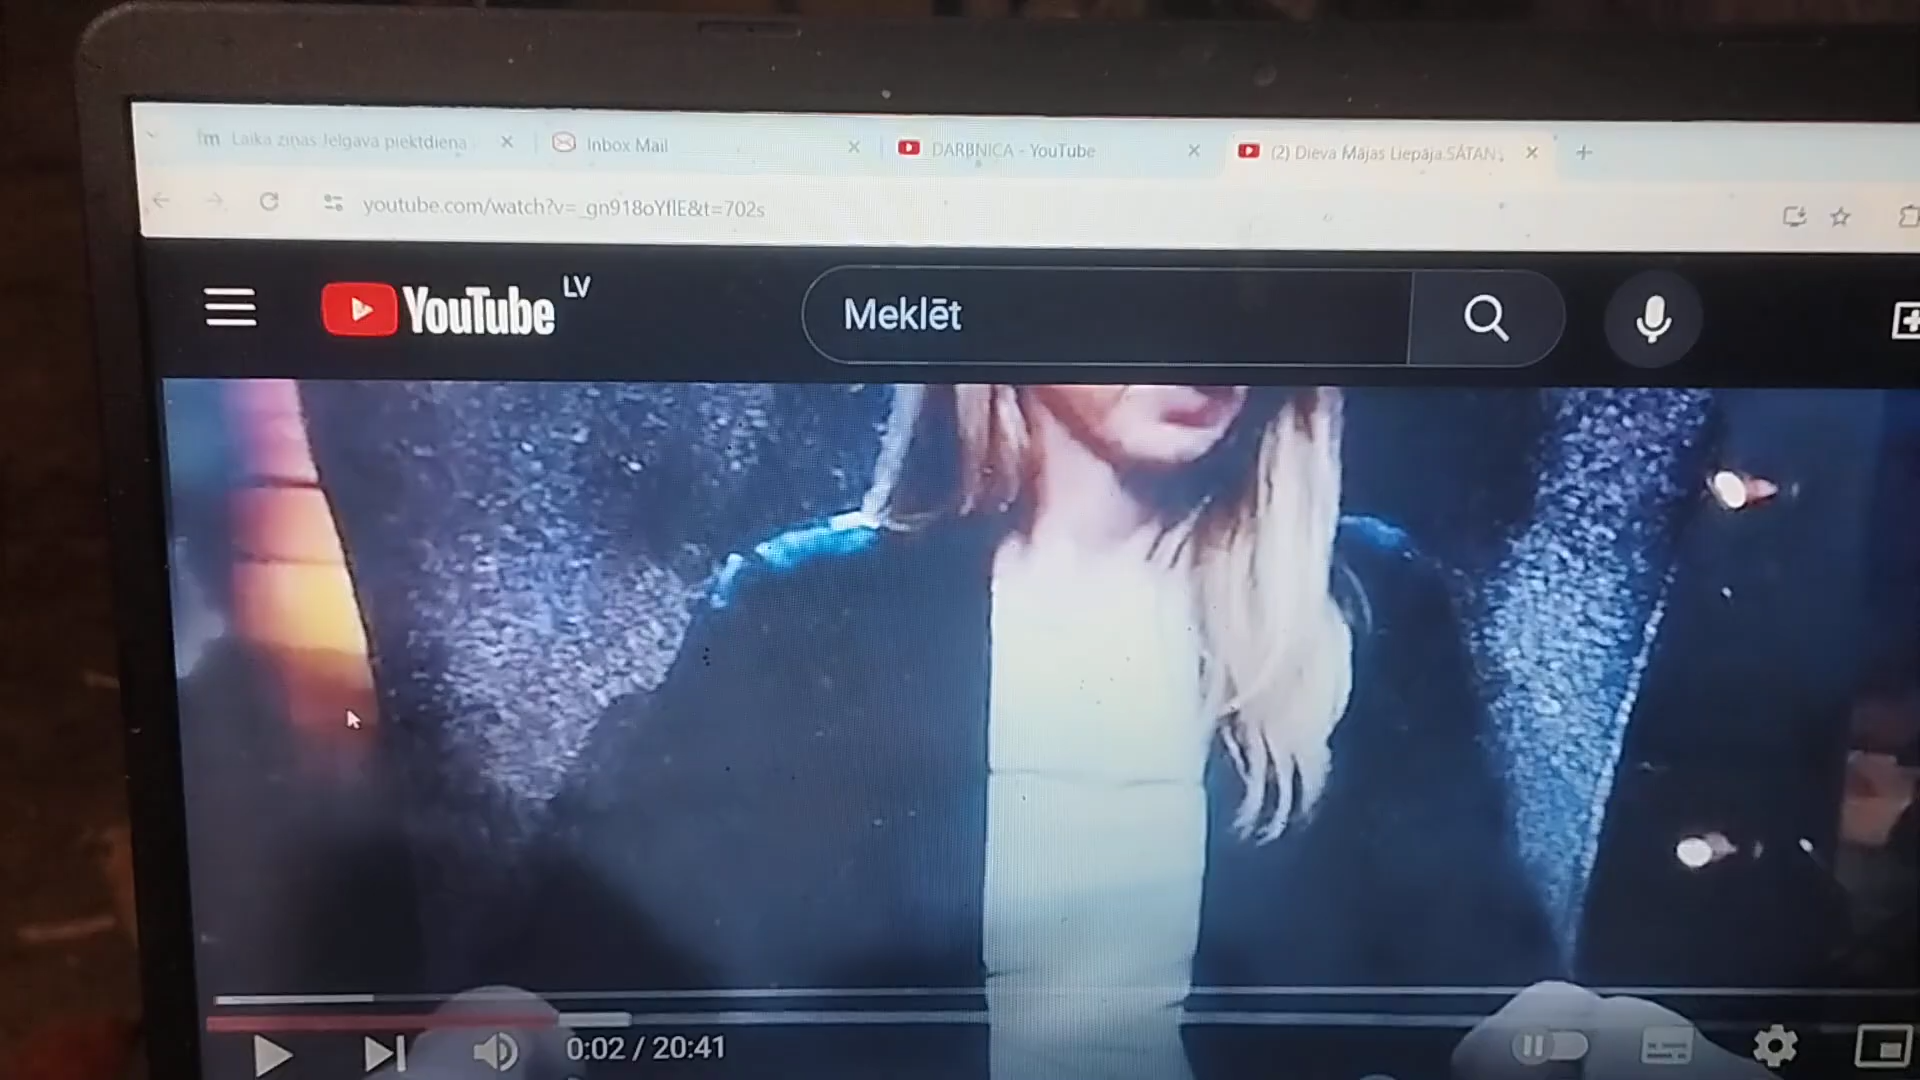 Laika ziņas Jelgava piektdiena
Inbox Mail
DARBNICA - YouTube
(2) Dieva Mājas Liepāja.SĀTAN
youtube.com/watch?v=_gn918oYflE&t=702s
YouTube LV
Meklēt
0:02 / 20:41